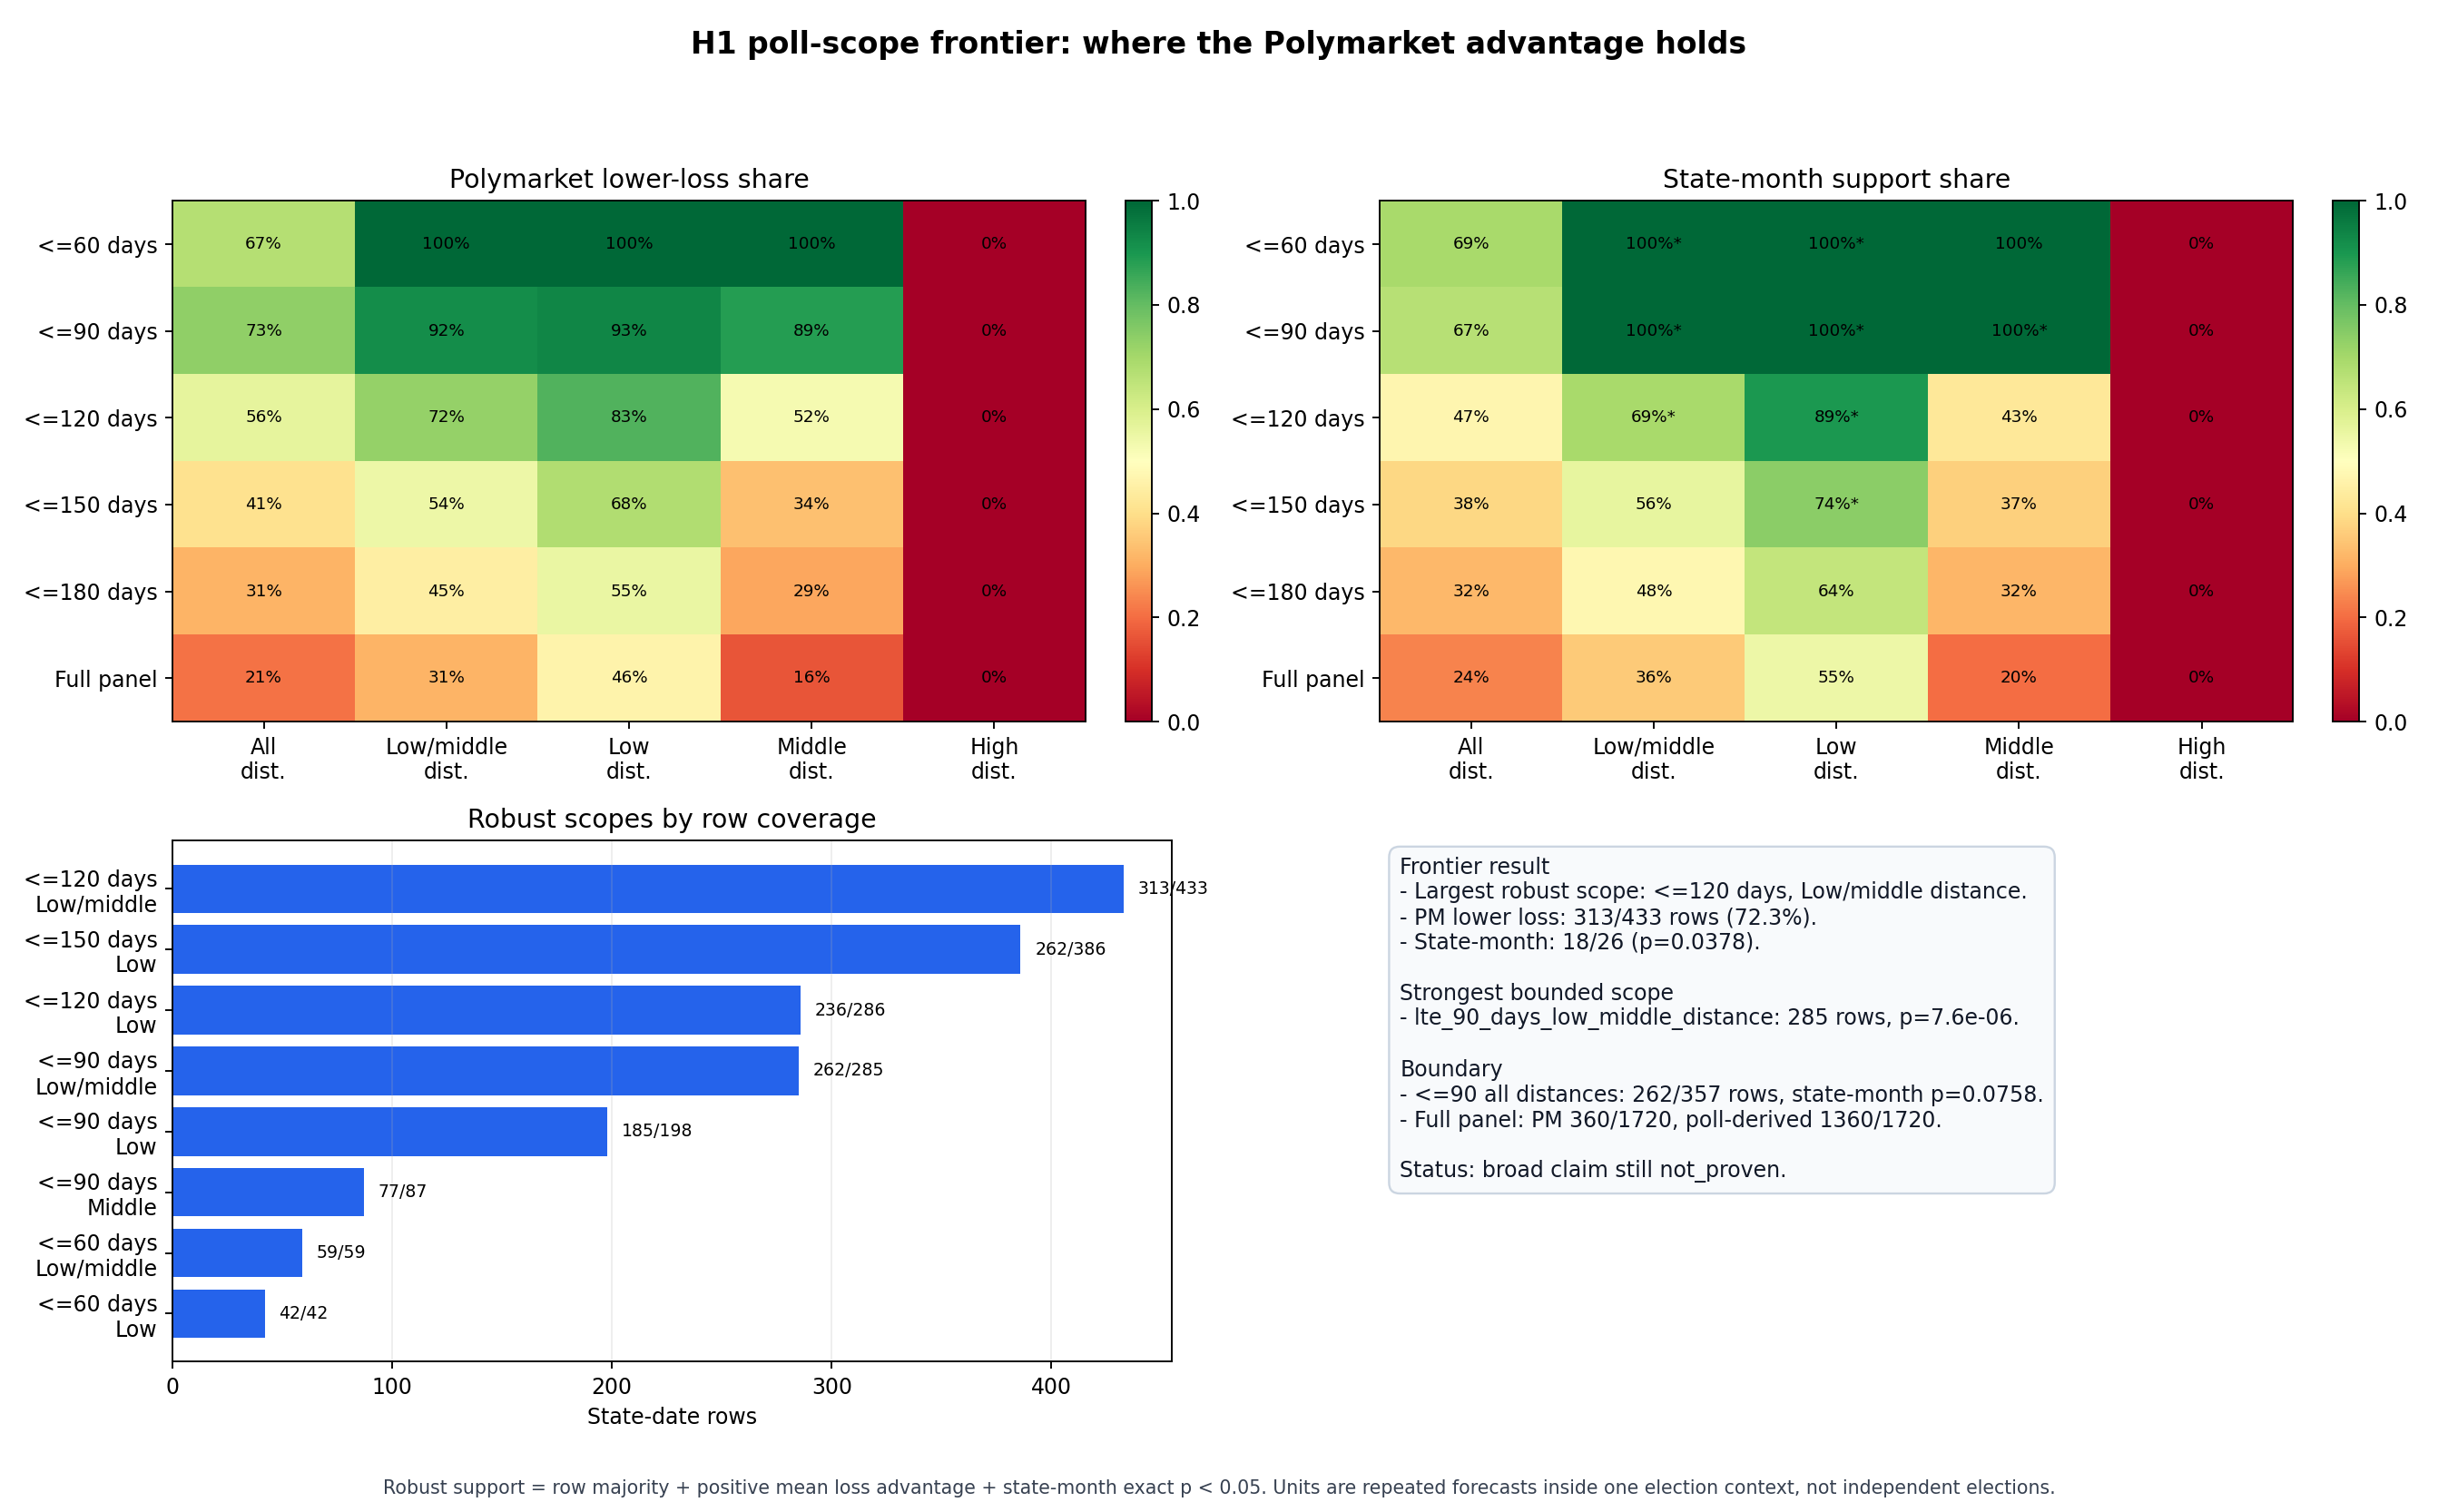 H1 poll-scope frontier: where the Polymarket advantage holds
Polymarket lower-loss share
<=60 days 67% 100% 100% 100% 0%
<=90 days 73% 92% 93% 89% 0%
<=120 days 56% 72% 83% 52% 0%
<=150 days 41% 54% 68% 34% 0%
<=180 days 31% 45% 55% 29% 0%
Full panel 21% 31% 46% 16% 0%
All Low/middle Low Middle High
dist. dist. dist. dist. dist.
1.0
0.8
0.6
0.4
0.2
0.0
State-month support share
<=60 days 69% 100%* 100%* 100% 0%
<=90 days 67% 100%* 100%* 100%* 0%
<=120 days 47% 69%* 89%* 43% 0%
<=150 days 38% 56% 74%* 37% 0%
<=180 days 32% 48% 64% 32% 0%
Full panel 24% 36% 55% 20% 0%
All Low/middle Low Middle High
dist. dist. dist. dist. dist.
1.0
0.8
0.6
0.4
0.2
0.0
Robust scopes by row coverage
<=120 days
Low/middle
313/433
<=150 days
Low
262/386
<=120 days
Low
236/286
<=90 days
Low/middle
262/285
<=90 days
Low
185/198
<=90 days
Middle
77/87
<=60 days
Low/middle
59/59
<=60 days
Low
42/42
0 100 200 300 400
State-date rows
Frontier result
- Largest robust scope: <=120 days, Low/middle distance.
- PM lower loss: 313/433 rows (72.3%).
- State-month: 18/26 (p=0.0378).
Strongest bounded scope
- lte_90_days_low_middle_distance: 285 rows, p=7.6e-06.
Boundary
- <=90 all distances: 262/357 rows, state-month p=0.0758.
- Full panel: PM 360/1720, poll-derived 1360/1720.
Status: broad claim still not_proven.
Robust support = row majority + positive mean loss advantage + state-month exact p < 0.05. Units are repeated forecasts inside one election context, not independent elections.